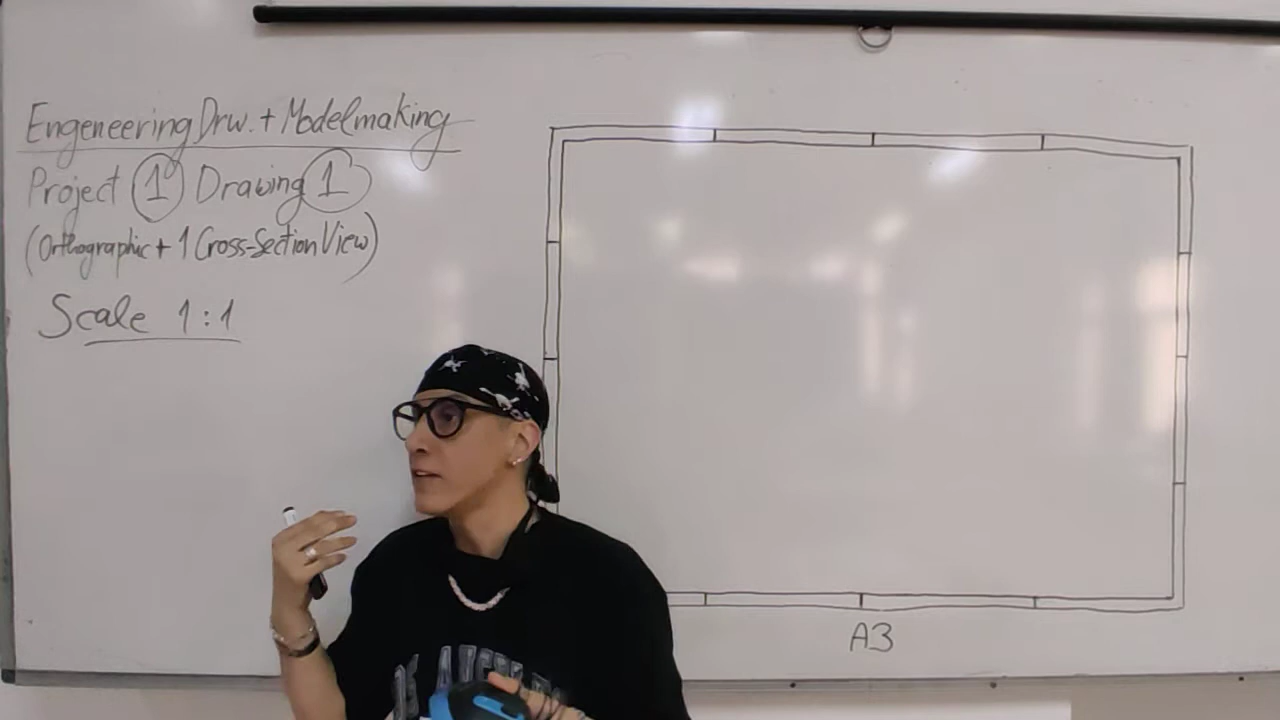 Engeneering Drw. + Modelmaking
Project 1 Drawing 1
(Orthographic + 1 Cross-Section View)
Scale 1:1
A3